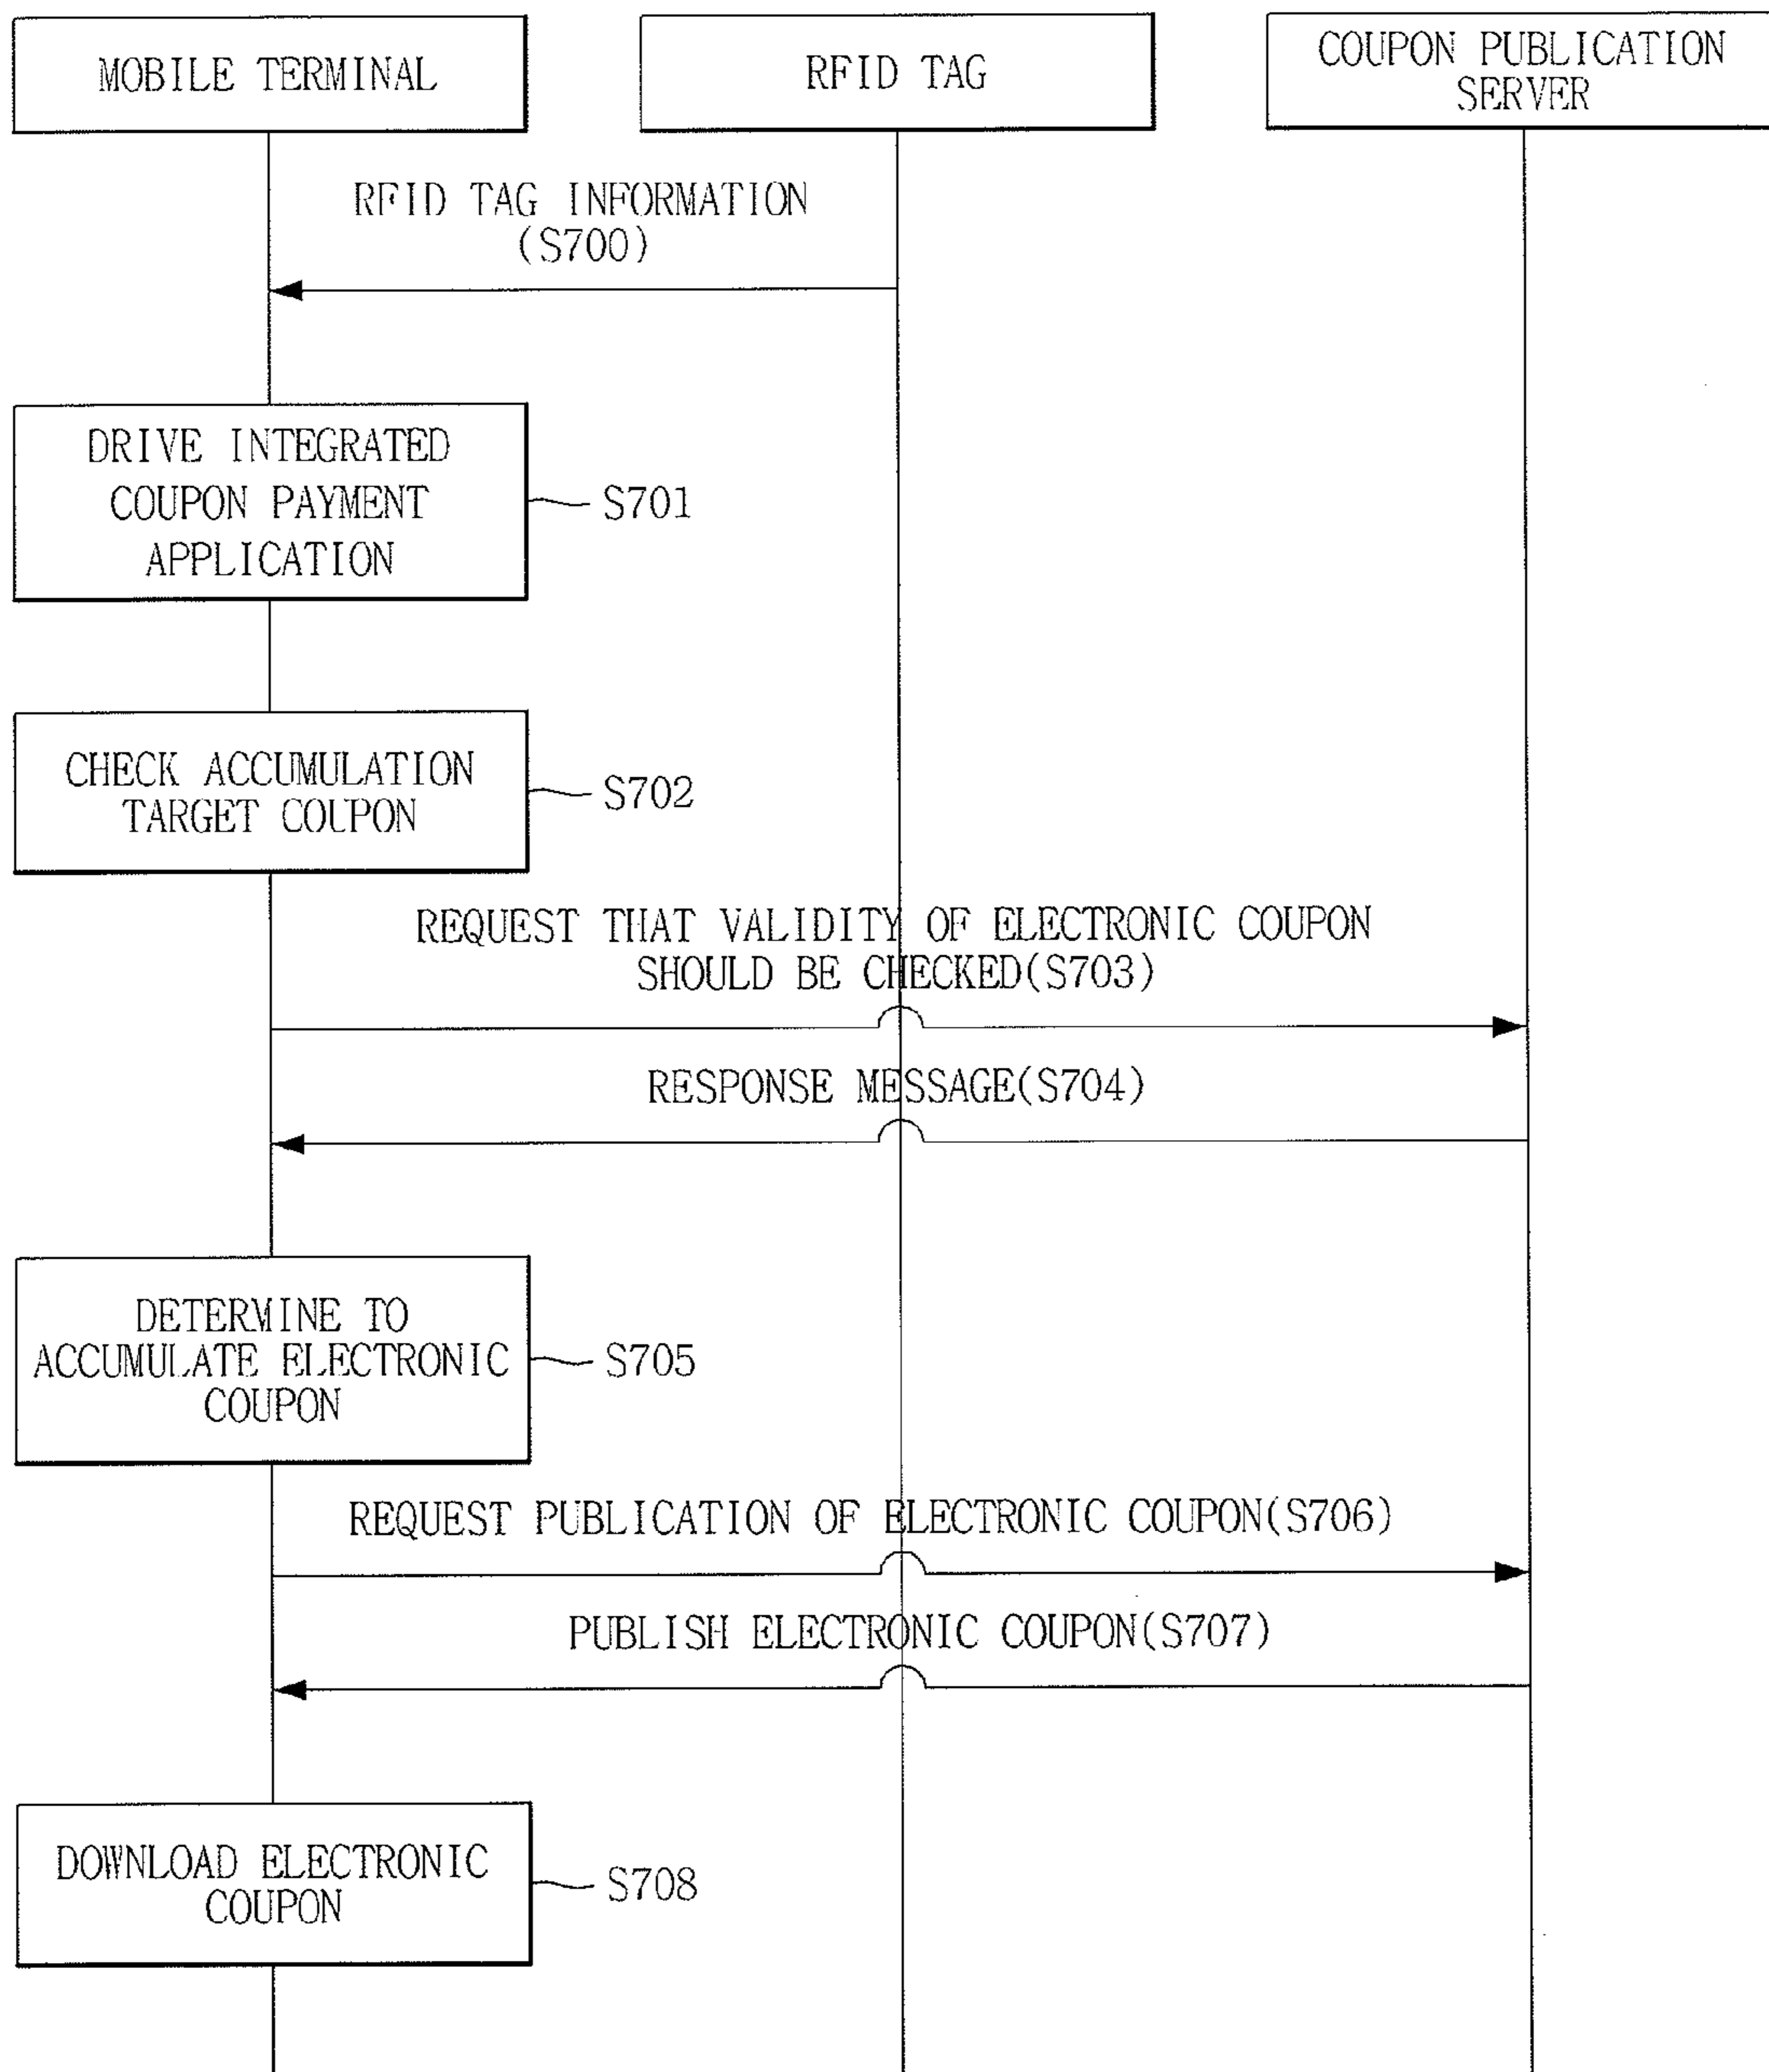 MOBILE TERMINAL
RFID TAG
COUPON PUBLICATION
SERVER
RFID TAG INFORMATION
(S700)
DRIVE INTEGRATED
COUPON PAYMENT
APPLICATION
S701
CHECK ACCUMULATION
TARGET COUPON
S702
REQUEST THAT VALIDITY OF ELECTRONIC COUPON
SHOULD BE CHECKED(S703)
RESPONSE MESSAGE(S704)
DETERMINE TO
ACCUMULATE ELECTRONIC
COUPON
S705
REQUEST PUBLICATION OF ELECTRONIC COUPON(S706)
PUBLISH ELECTRONIC COUPON(S707)
DOWNLOAD ELECTRONIC
COUPON
S708